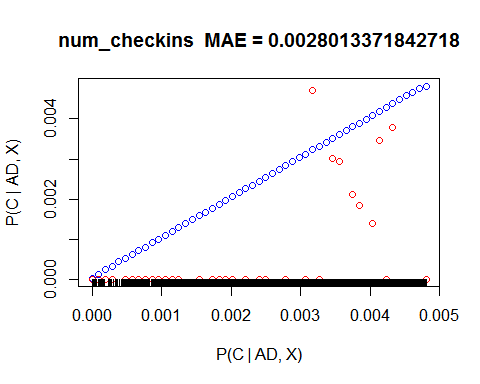 num_checkins MAE = 0.0028013371842718
P(C | AD, X)
0.004
0.002
0.000
0.000 0.001 0.002 0.003 0.004 0.005
P(C | AD, X)